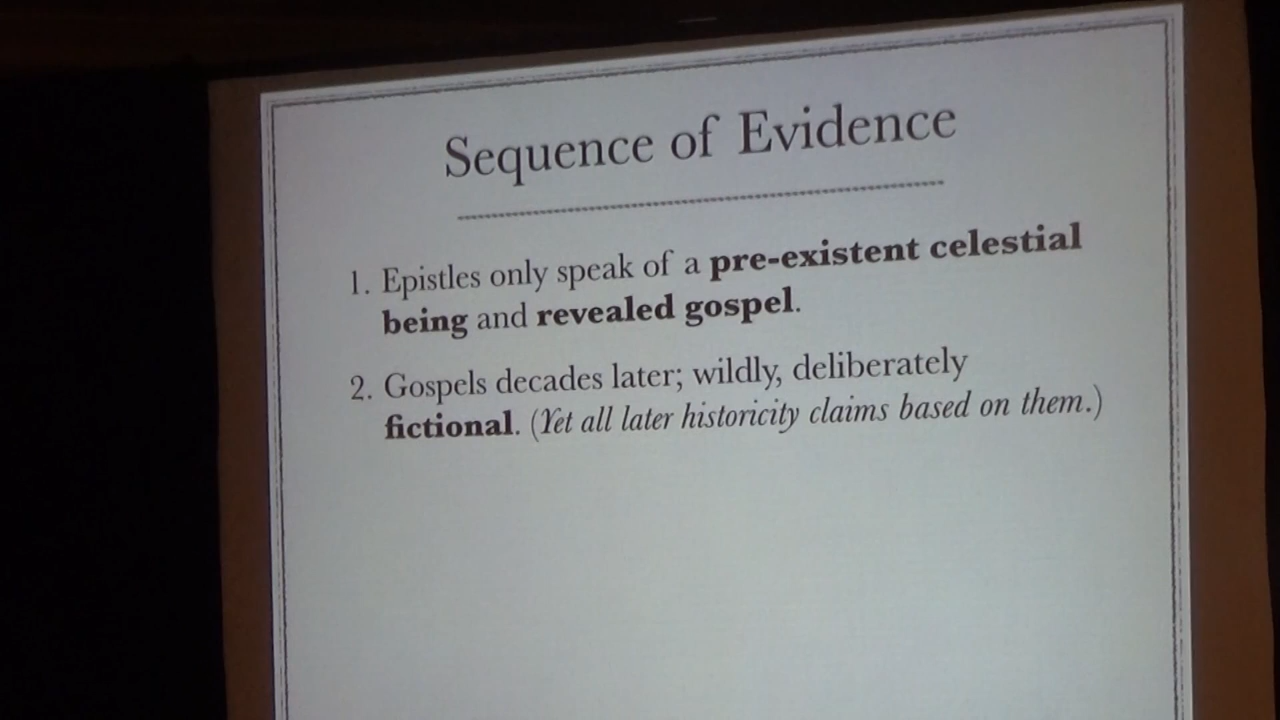 Sequence of Evidence
1. Epistles only speak of a pre-existent celestial
being and revealed gospel.
2. Gospels decades later; wildly, deliberately
fictional. (Yet all later historicity claims based on them.)